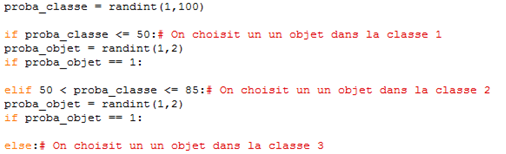 proba_classe = randint(1,100)
if proba_classe <= 50:# On choisit un un objet dans la classe 1
proba_objet = randint(1,2)
if proba_objet == 1:
elif 50 < proba_classe <= 85:# On choisit un un objet dans la classe 2
proba_objet = randint(1,2)
if proba_objet == 1:
else:# On choisit un un objet dans la classe 3